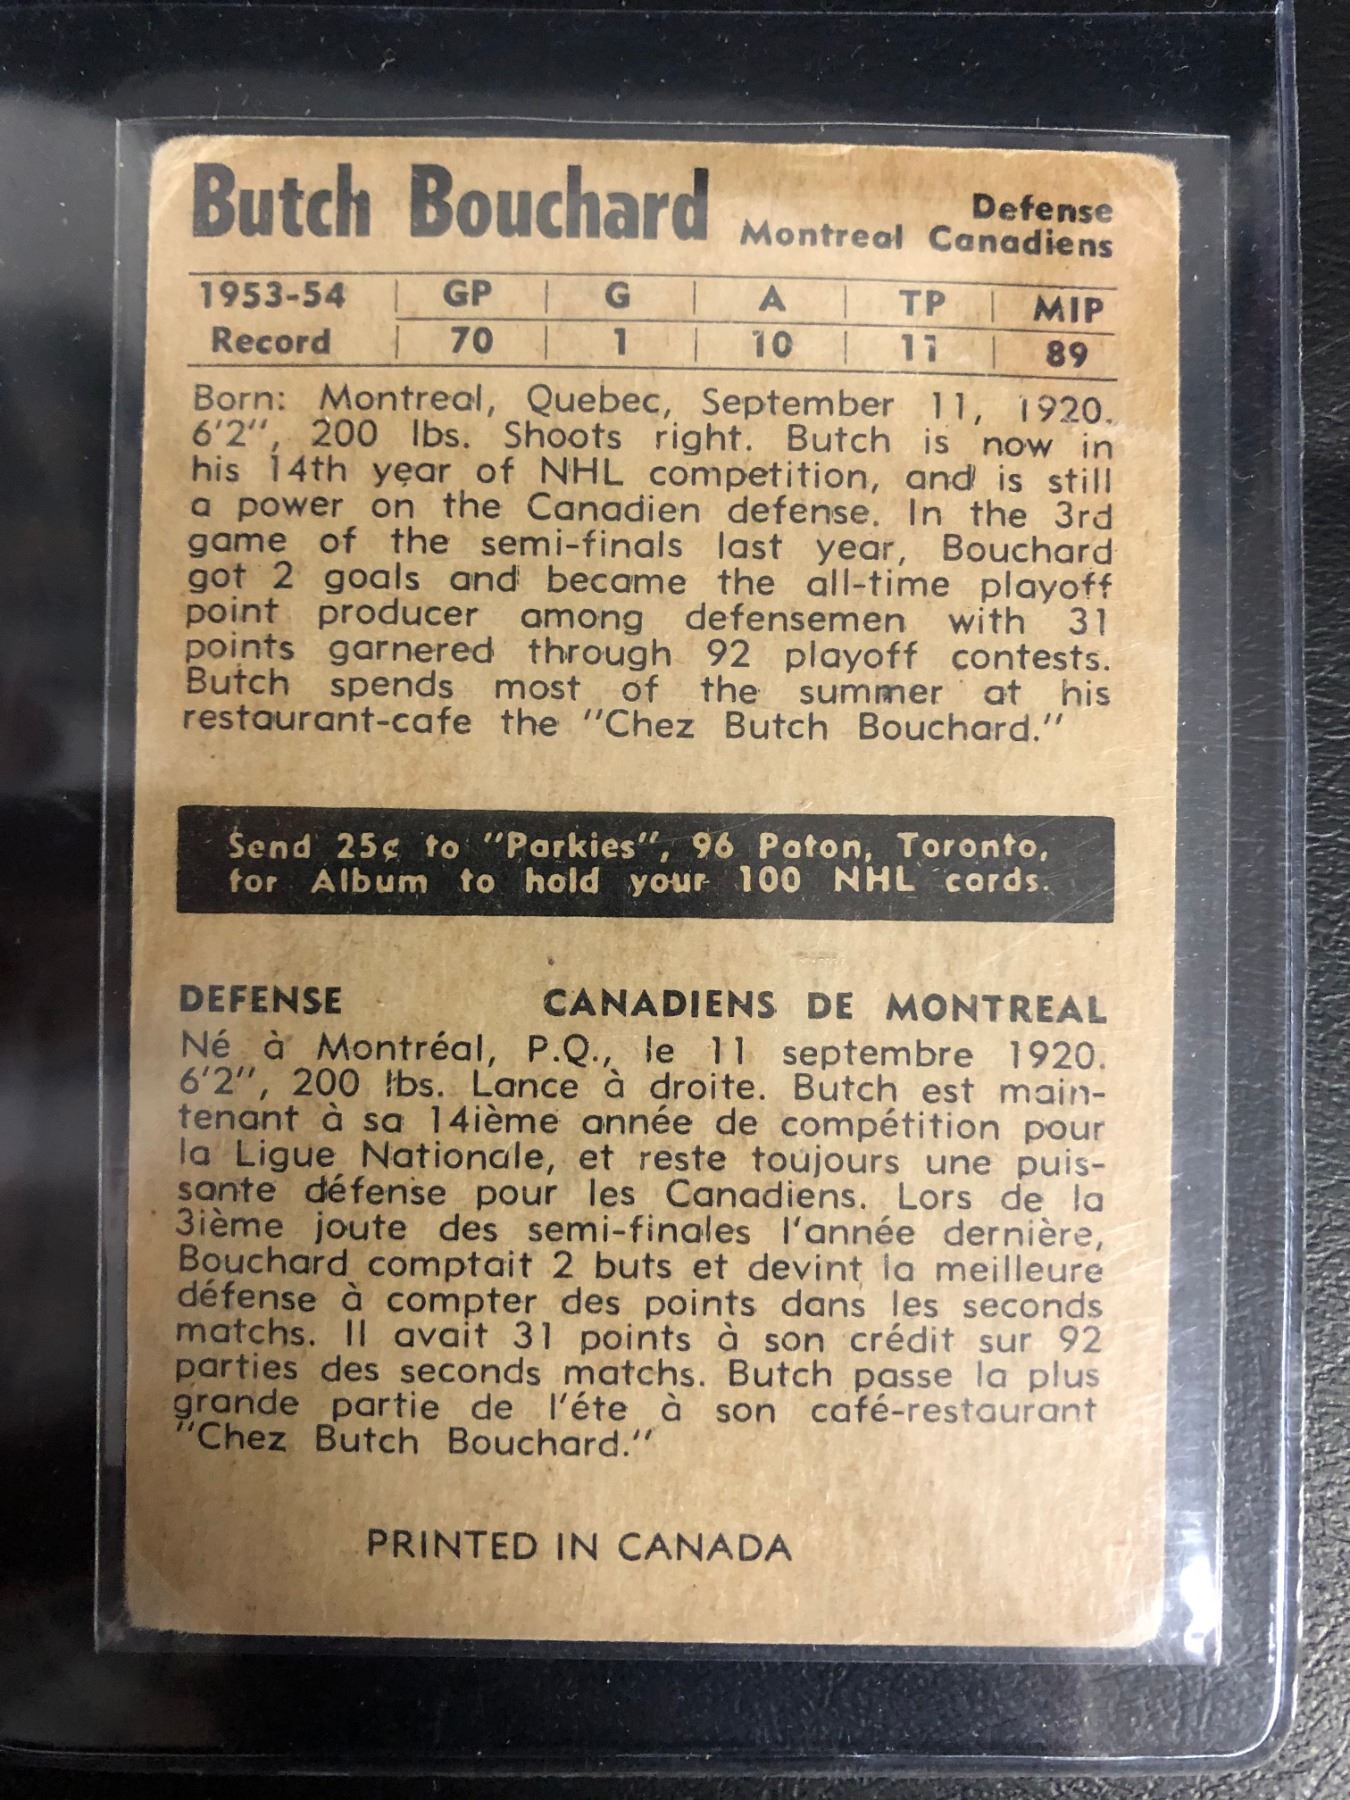 Butch Bouchard
Defense
Montreal Canadiens
1953-54 | GP | G | A | TP | MIP
Record | 70 | 1 | 10 | 11 | 89
Born: Montreal, Quebec, September 11, 1920.
6'2", 200 lbs. Shoots right. Butch is now in
his 14th year of NHL competition, and is still
a power on the Canadien defense. In the 3rd
game of the semi-finals last year, Bouchard
got 2 goals and became the all-time playoff
point producer among defensemen with 31
points garnered through 92 playoff contests.
Butch spends most of the summer at his
restaurant-cafe the "Chez Butch Bouchard."
Send 25¢ to "Parkies", 96 Paton, Toronto,
for Album to hold your 100 NHL cards.
DEFENSE CANADIENS DE MONTREAL
Né à Montréal, P.Q., le 11 septembre 1920.
6'2", 200 lbs. Lance à droite. Butch est main-
tenant à sa 14ième année de compétition pour
la Ligue Nationale, et reste toujours une puis-
sante défense pour les Canadiens. Lors de la
3ième joute des semi-finales l'année dernière,
Bouchard comptait 2 buts et devint la meilleure
défense à compter des points dans les seconds
matchs. Il avait 31 points à son crédit sur 92
parties des seconds matchs. Butch passe la plus
grande partie de l'éte à son café-restaurant
"Chez Butch Bouchard."
PRINTED IN CANADA